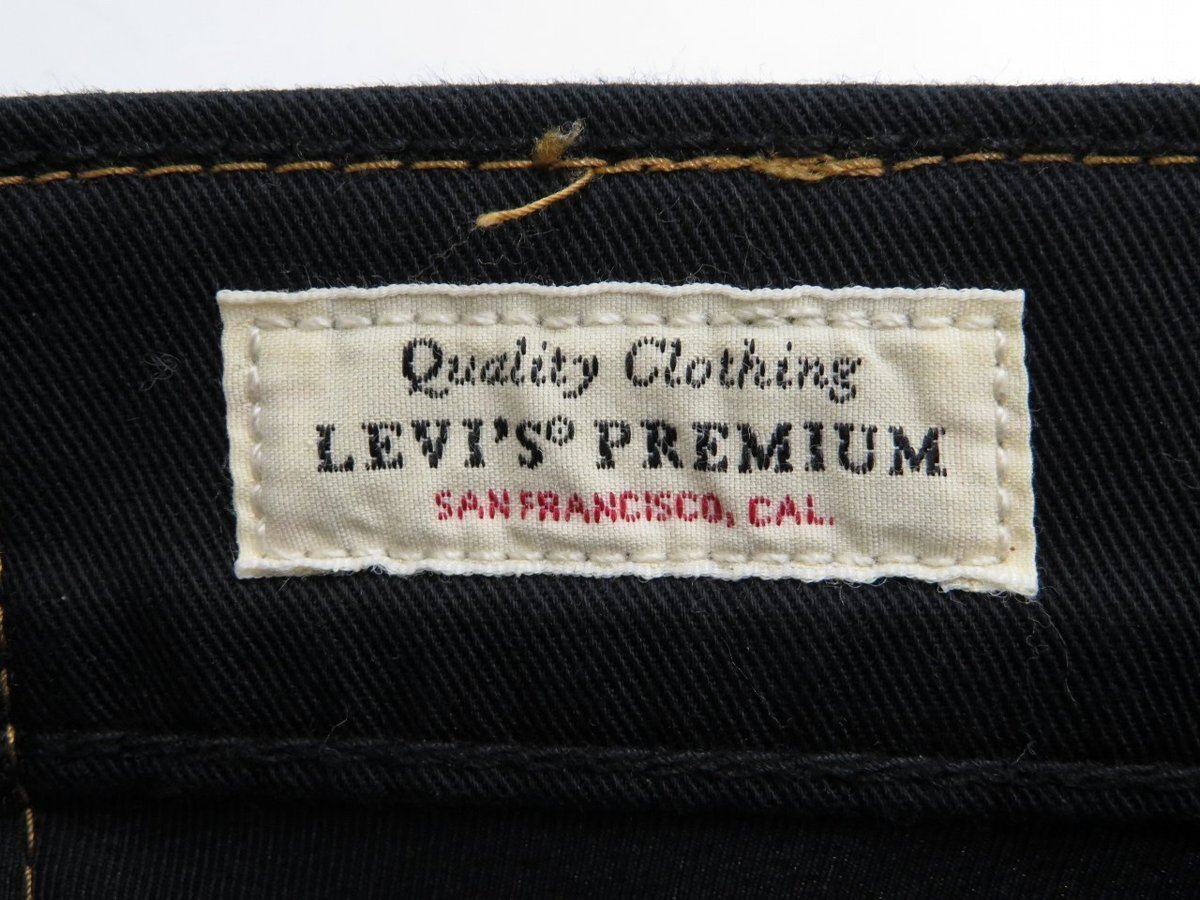 Quality Clothing
LEVI'S® PREMIUM
SAN FRANCISCO, CAL.